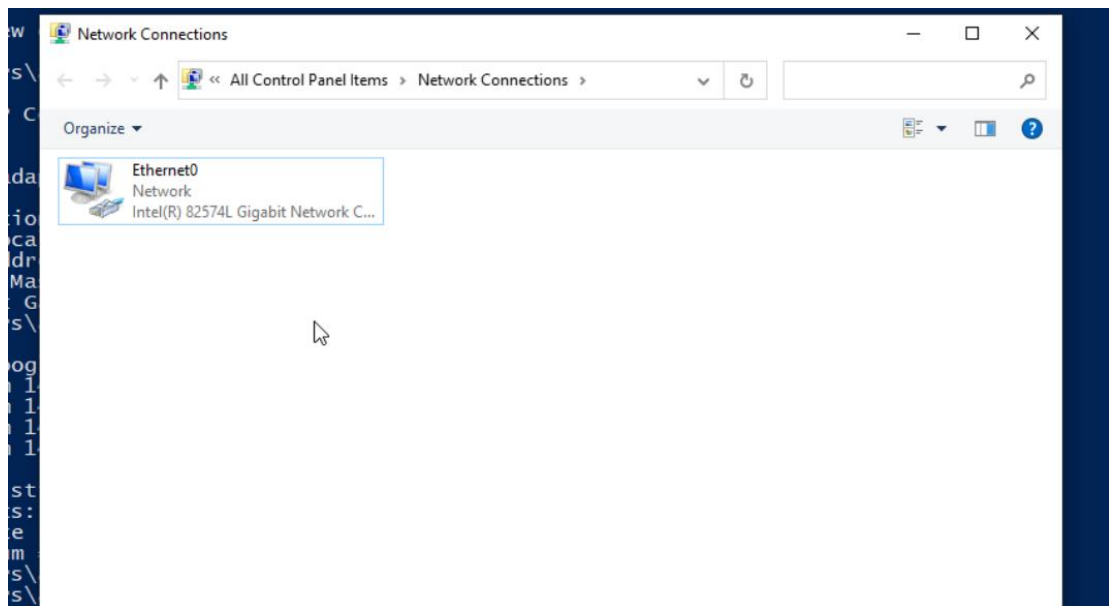 Network Connections
« All Control Panel Items > Network Connections >
Organize
Ethernet0
Network
Intel(R) 82574L Gigabit Network C...